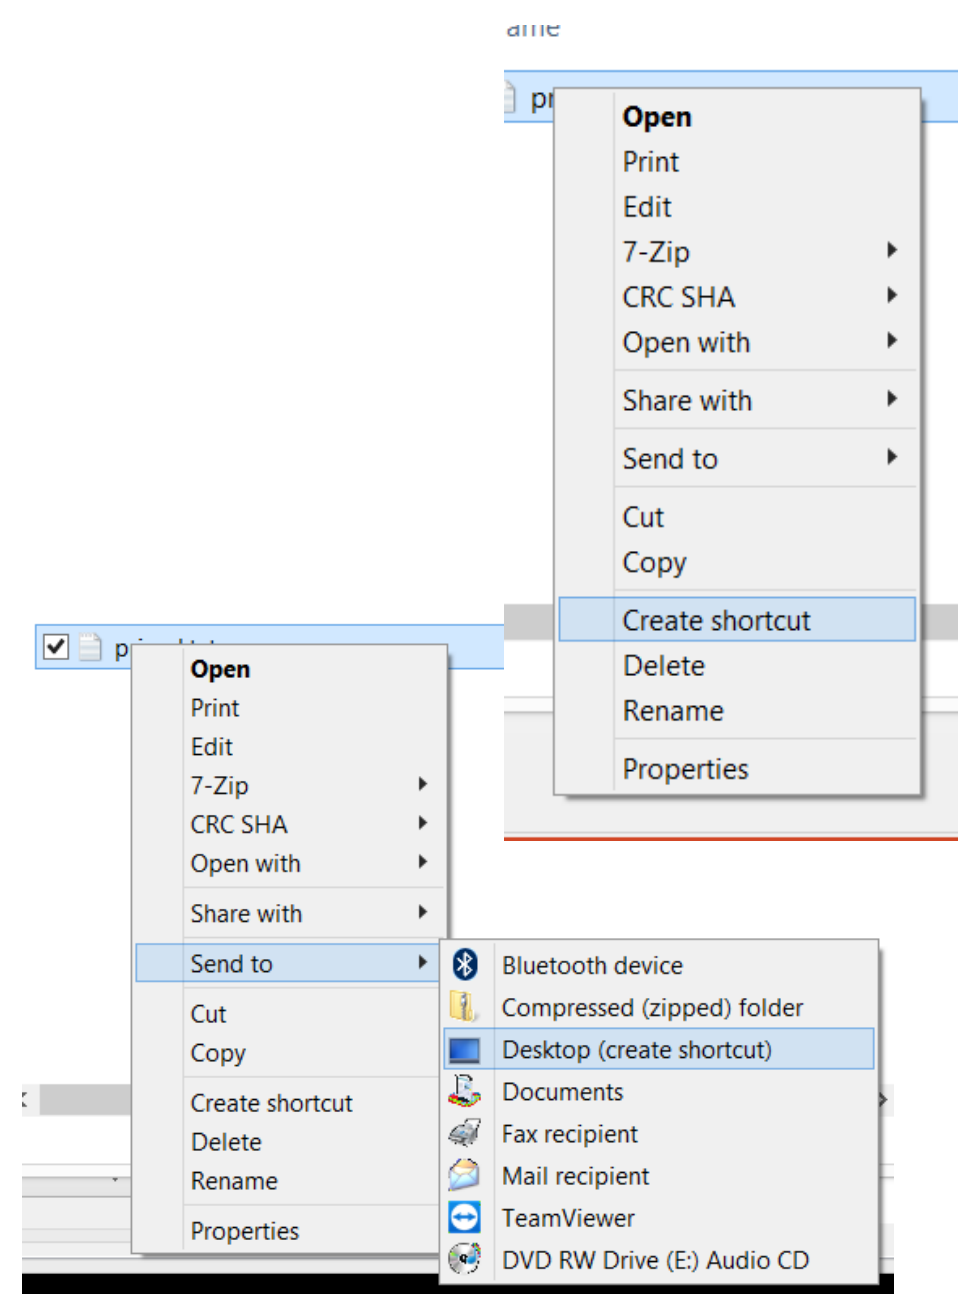 ame
pr
Open
Print
Edit
7-Zip
CRC SHA
Open with
Share with
Send to
Cut
Copy
Create shortcut
Delete
Rename
Properties
Open
Print
Edit
7-Zip
CRC SHA
Open with
Share with
Send to
Cut
Copy
Create shortcut
Delete
Rename
Properties
Bluetooth device
Compressed (zipped) folder
Desktop (create shortcut)
Documents
Fax recipient
Mail recipient
TeamViewer
DVD RW Drive (E:) Audio CD